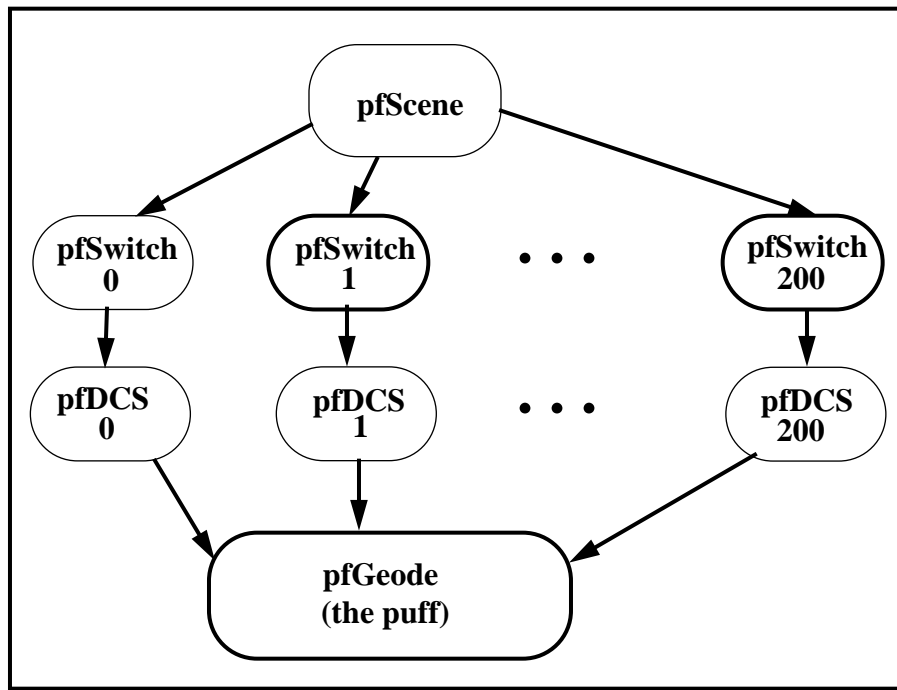 pfScene
pfSwitch
0
pfSwitch
1
• • •
pfSwitch
200
pfDCS
0
pfDCS
1
• • •
pfDCS
200
pfGeode
(the puff)